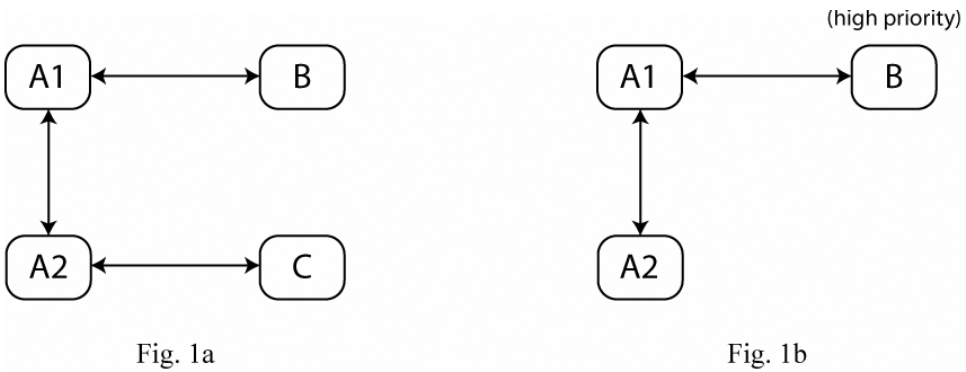 (high priority)
A1
B
A1
B
A2
C
A2
Fig. 1a
Fig. 1b